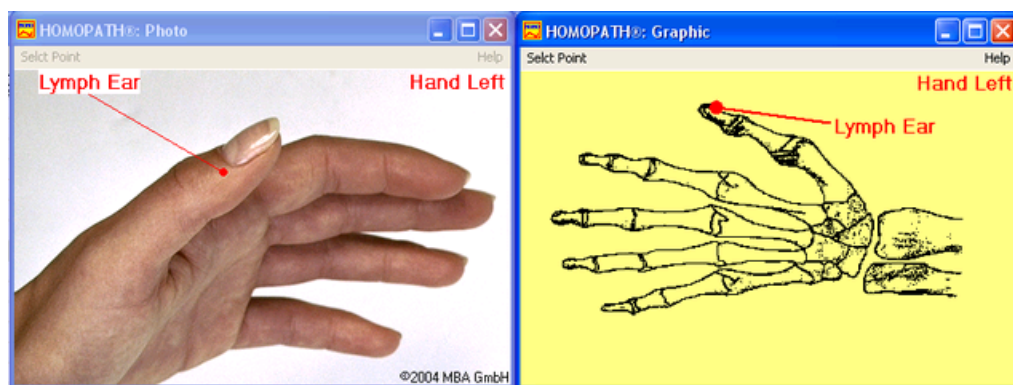 HOMOPATH®: Photo
Selct Point Help
Lymph Ear
Hand Left
©2004 MBA GmbH
HOMOPATH®: Graphic
Selct Point Help
Hand Left
Lymph Ear